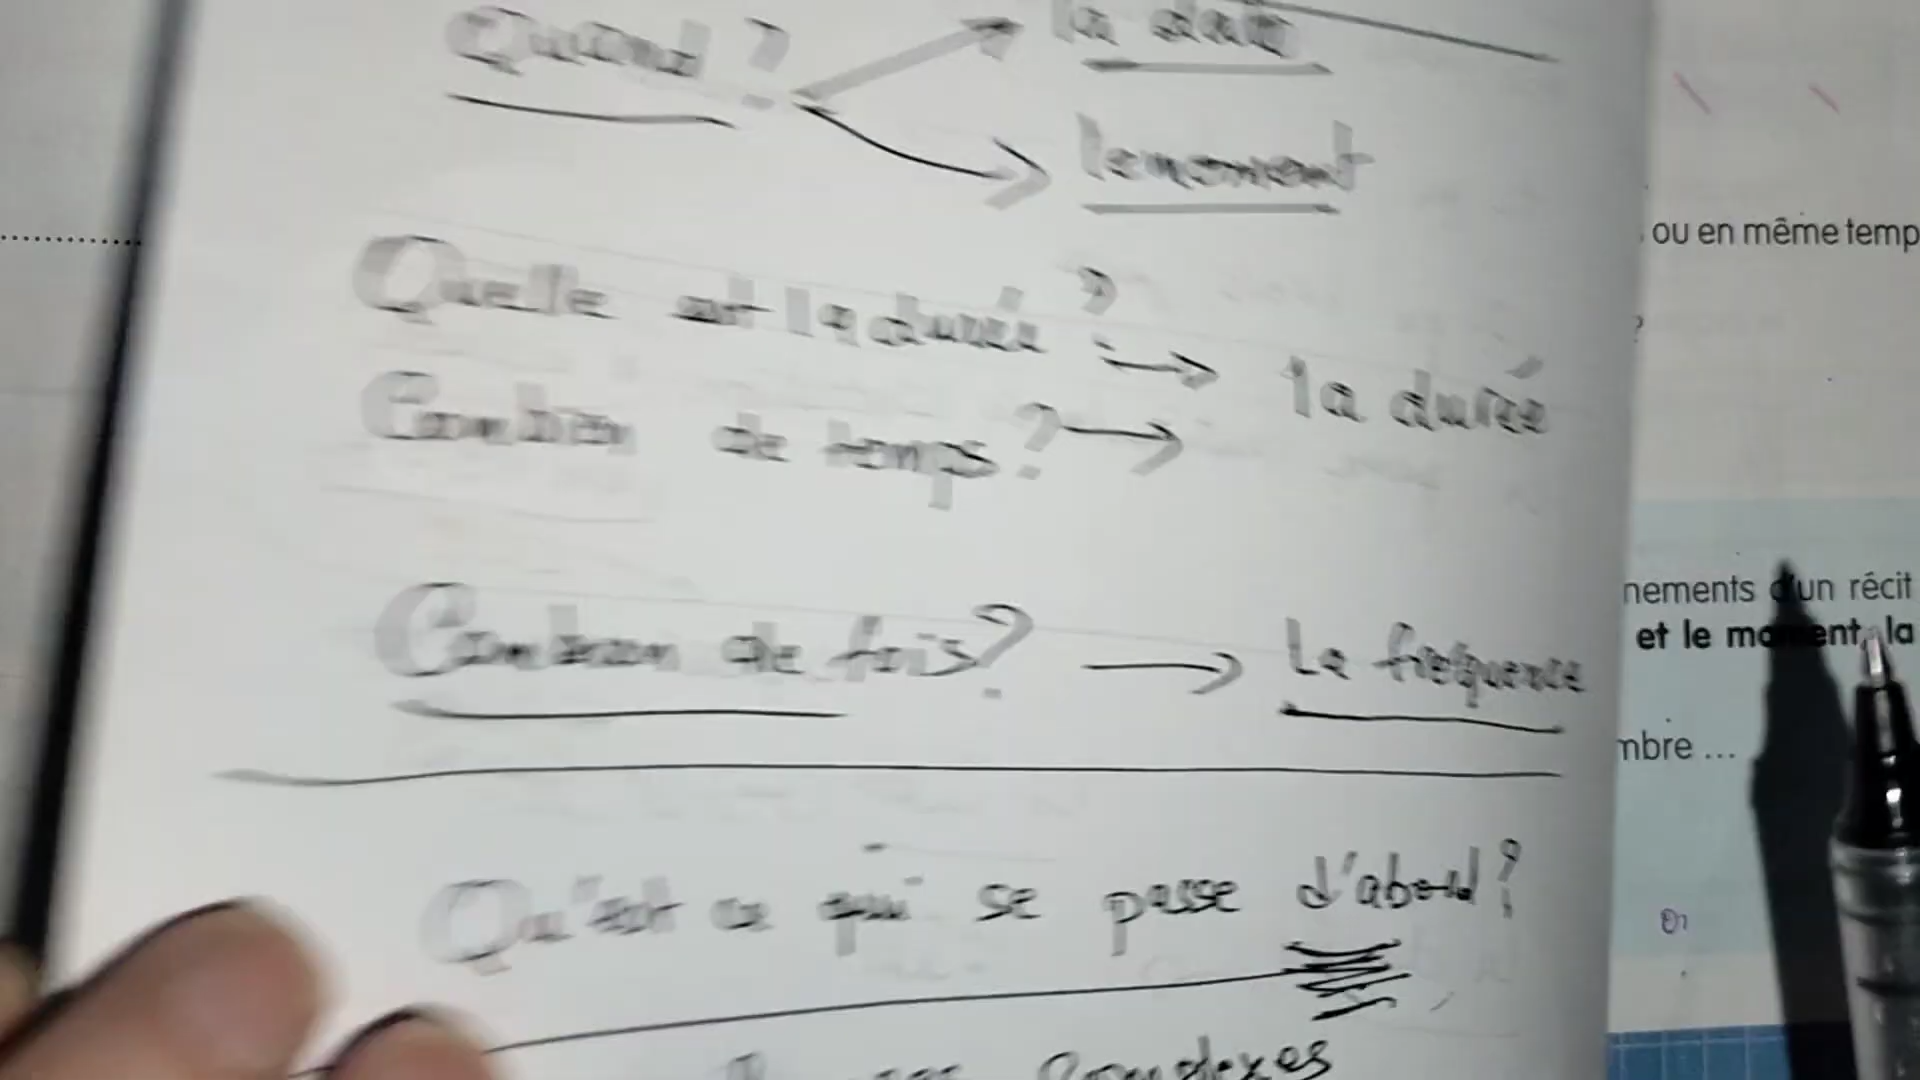 Quand ? la date
le moment
Quelle est la durée ?
la durée
Combien de temps ?
Combien de fois ? La fréquence
Qu'est ce qui se passe d'abord ?
complexes
ou en même temp
?
nements d'un récit
et le moment, la
mbre ...